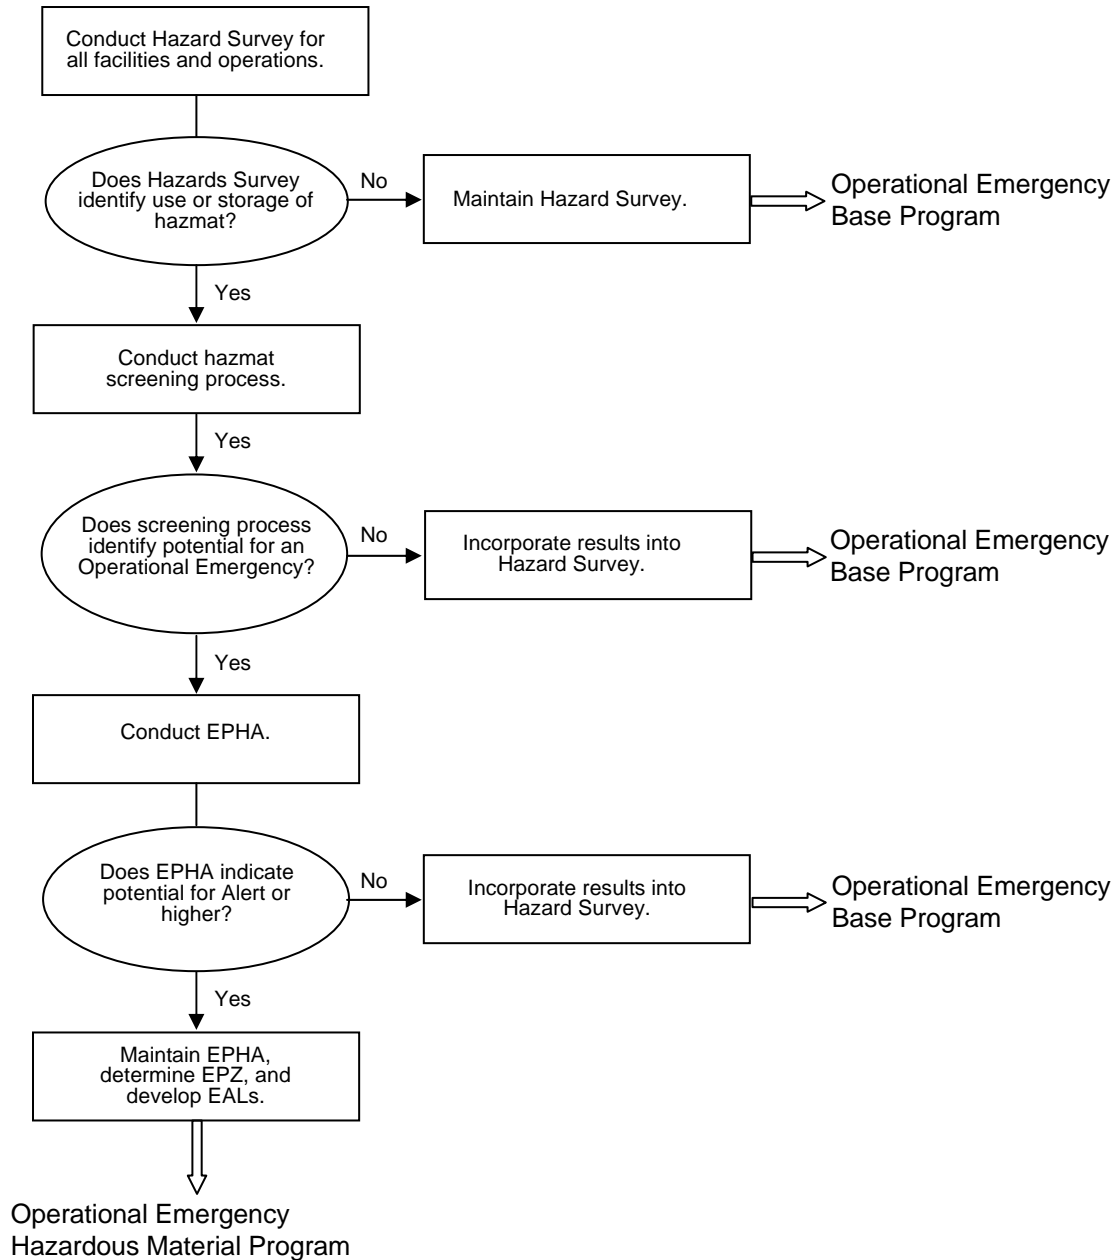 Conduct Hazard Survey for
all facilities and operations.
Does Hazards Survey
identify use or storage of
hazmat?
No
Maintain Hazard Survey.
Operational Emergency
Base Program
Yes
Conduct hazmat
screening process.
Yes
Does screening process
identify potential for an
Operational Emergency?
No
Incorporate results into
Hazard Survey.
Operational Emergency
Base Program
Yes
Conduct EPHA.
Does EPHA indicate
potential for Alert or
higher?
No
Incorporate results into
Hazard Survey.
Operational Emergency
Base Program
Yes
Maintain EPHA,
determine EPZ, and
develop EALs.
Operational Emergency
Hazardous Material Program